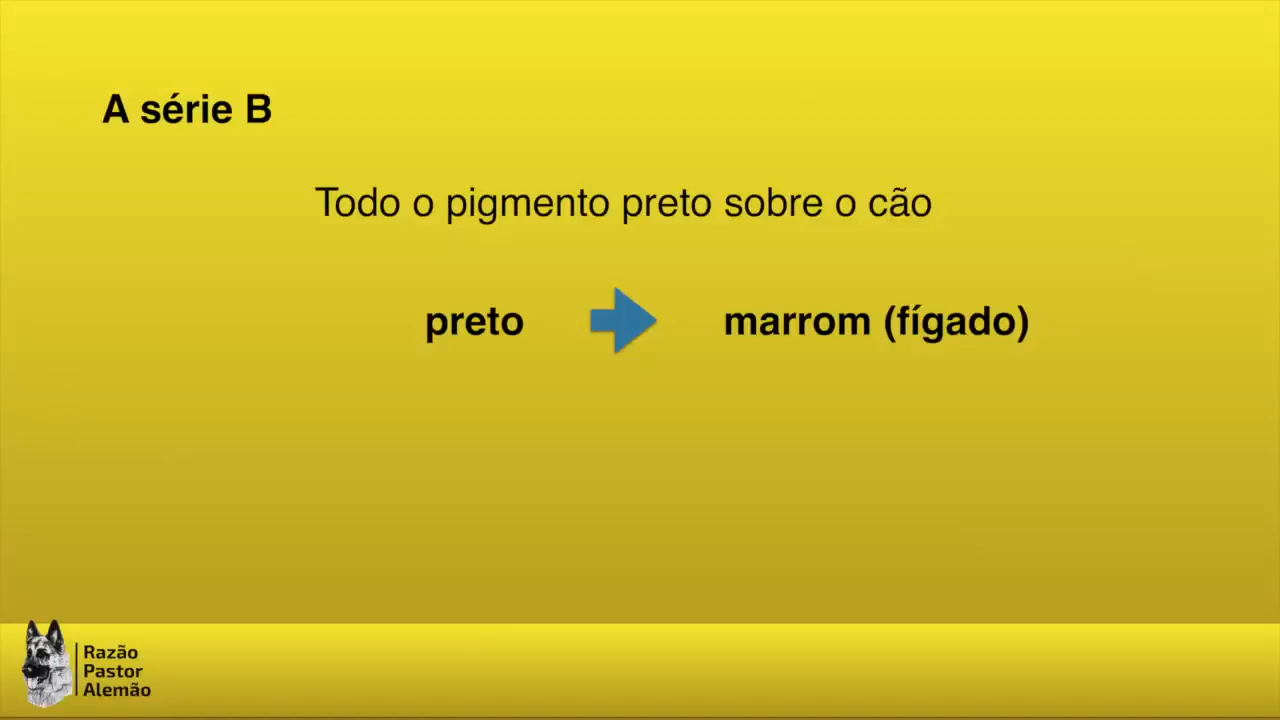 A série B
Todo o pigmento preto sobre o cão
preto marrom (fígado)
Razão
Pastor
Alemão